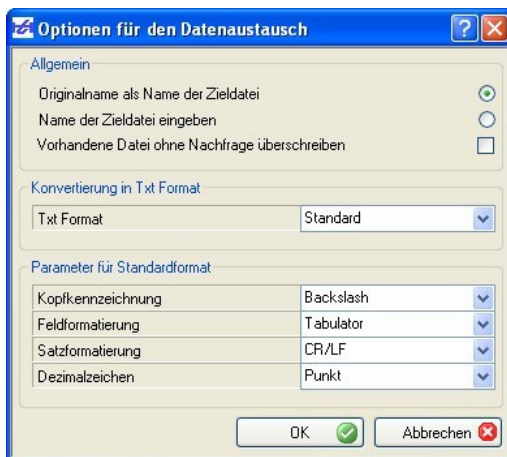 Optionen für den Datenaustausch
Allgemein
Originalname als Name der Zieldatei
Name der Zieldatei eingeben
Vorhandene Datei ohne Nachfrage überschreiben
Konvertierung in Txt Format
Txt Format Standard
Parameter für Standardformat
Kopfkennzeichnung Backslash
Feldformatierung Tabulator
Satzformatierung CR/LF
Dezimalzeichen Punkt
OK Abbrechen